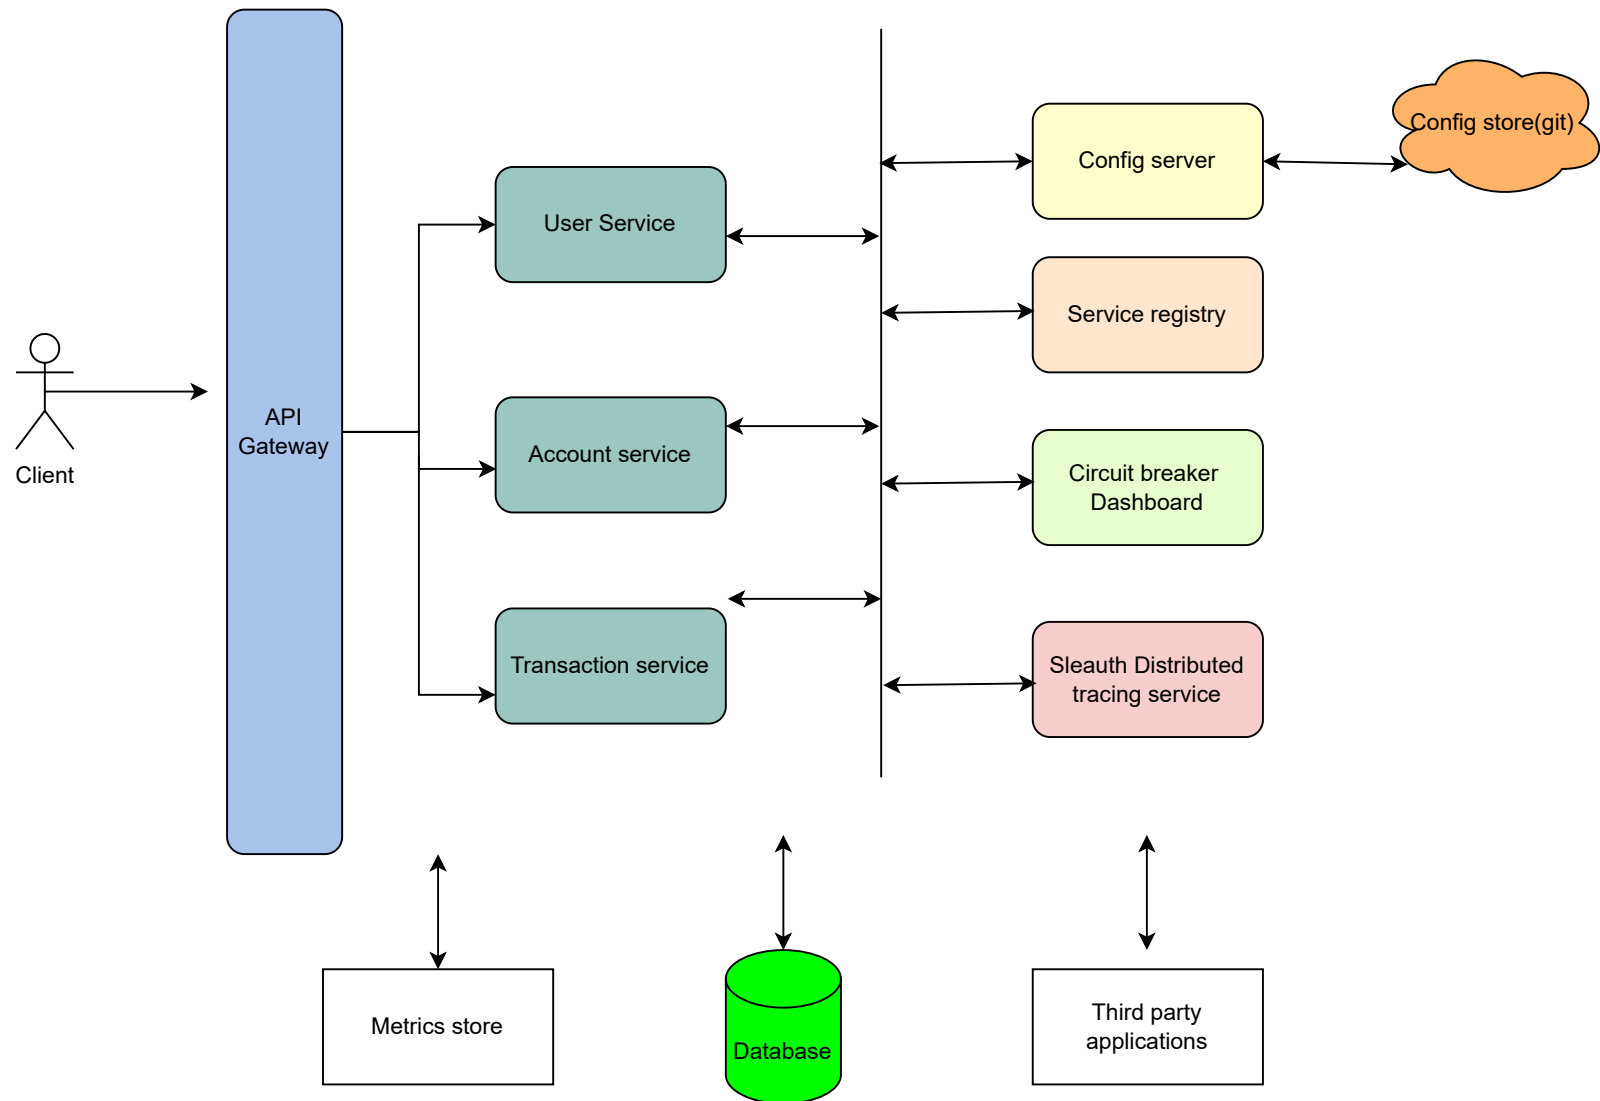 Client
API
Gateway
User Service
Account service
Transaction service
Config server
Config store(git)
Service registry
Circuit breaker
Dashboard
Sleauth Distributed
tracing service
Metrics store
Database
Third party
applications